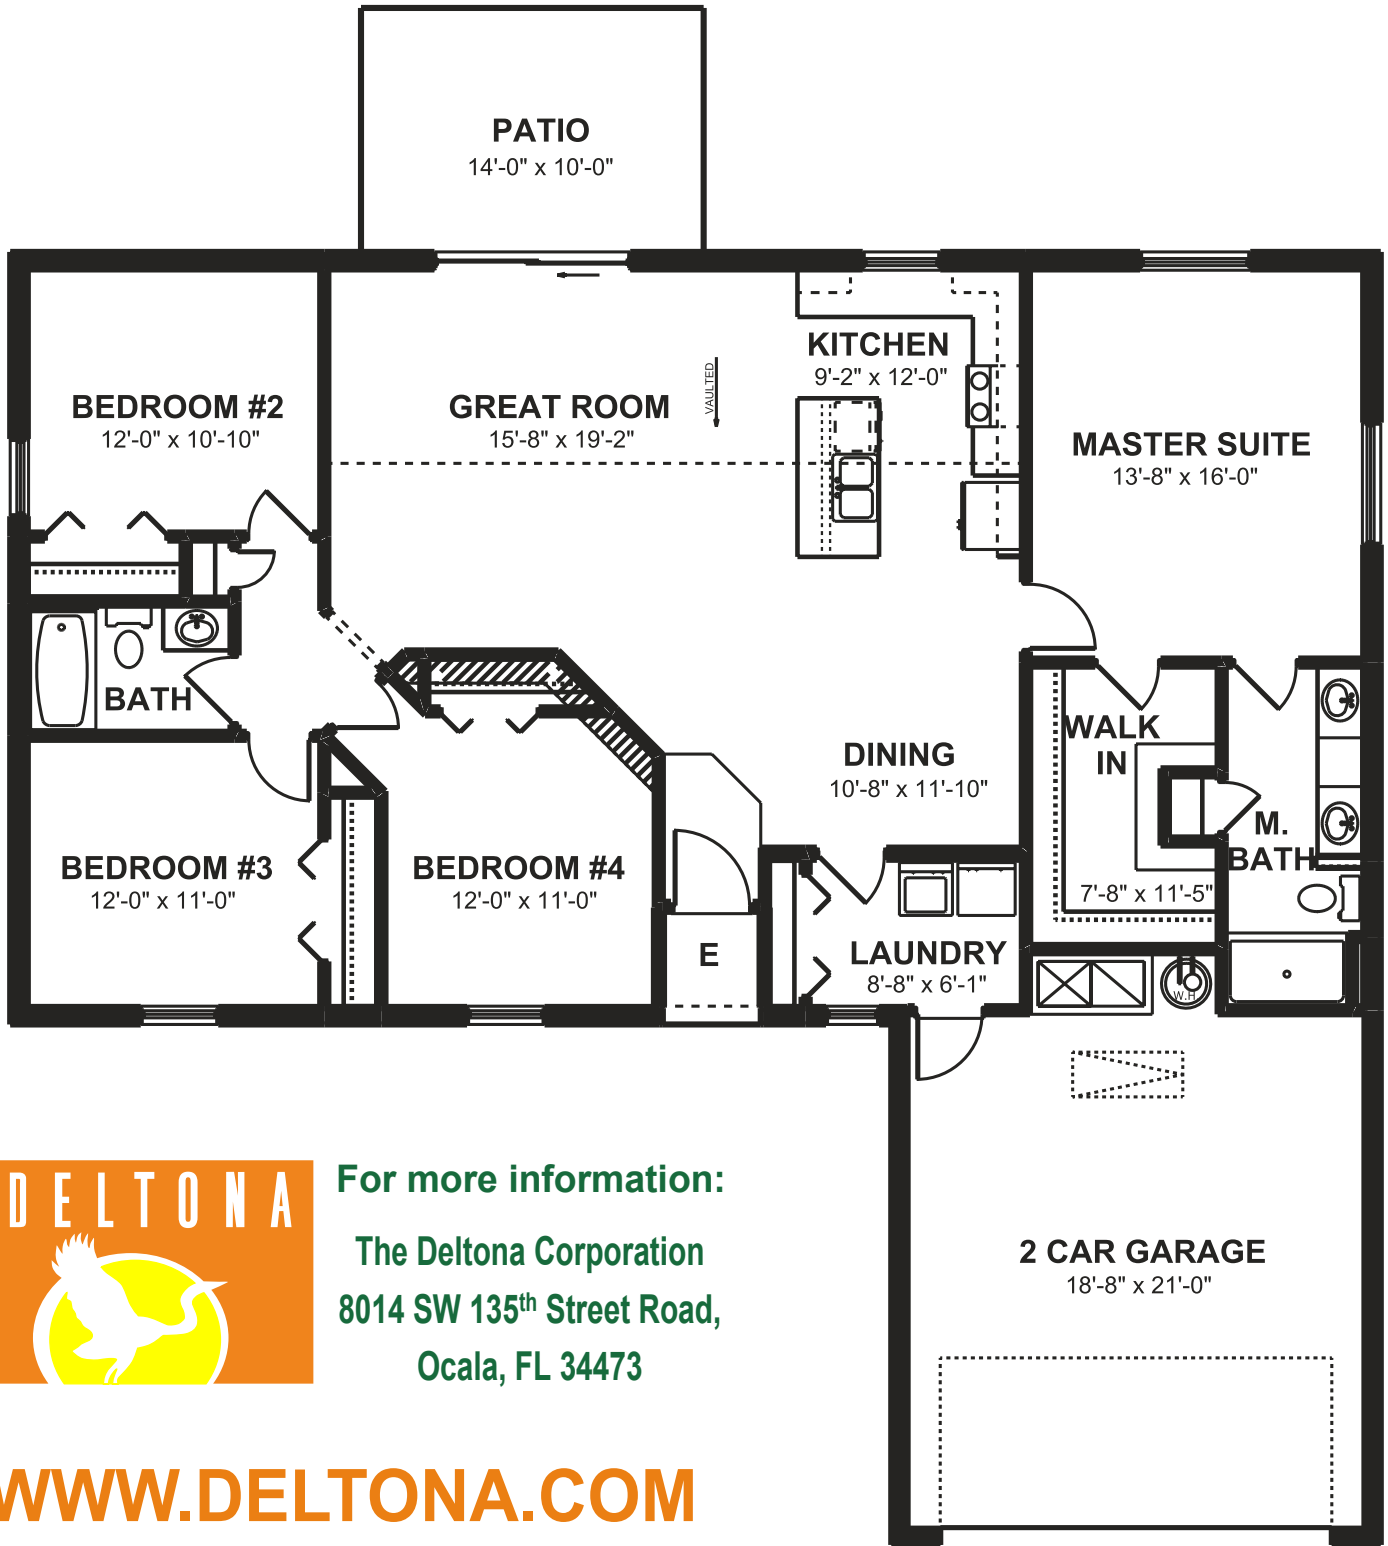 PATIO
14'-0" x 10'-0"
KITCHEN
9'-2" x 12'-0"
VAULTED
BEDROOM #2
12'-0" x 10'-10"
GREAT ROOM
15'-8" x 19'-2"
MASTER SUITE
13'-8" x 16'-0"
BATH
WALK
IN
7'-8" x 11'-5"
DINING
10'-8" x 11'-10"
M.
BATH
BEDROOM #3
12'-0" x 11'-0"
BEDROOM #4
12'-0" x 11'-0"
E
LAUNDRY
8'-8" x 6'-1"
W.H
DELTONA
For more information:
The Deltona Corporation
8014 SW 135th Street Road,
Ocala, FL 34473
2 CAR GARAGE
18'-8" x 21'-0"
WWW.DELTONA.COM